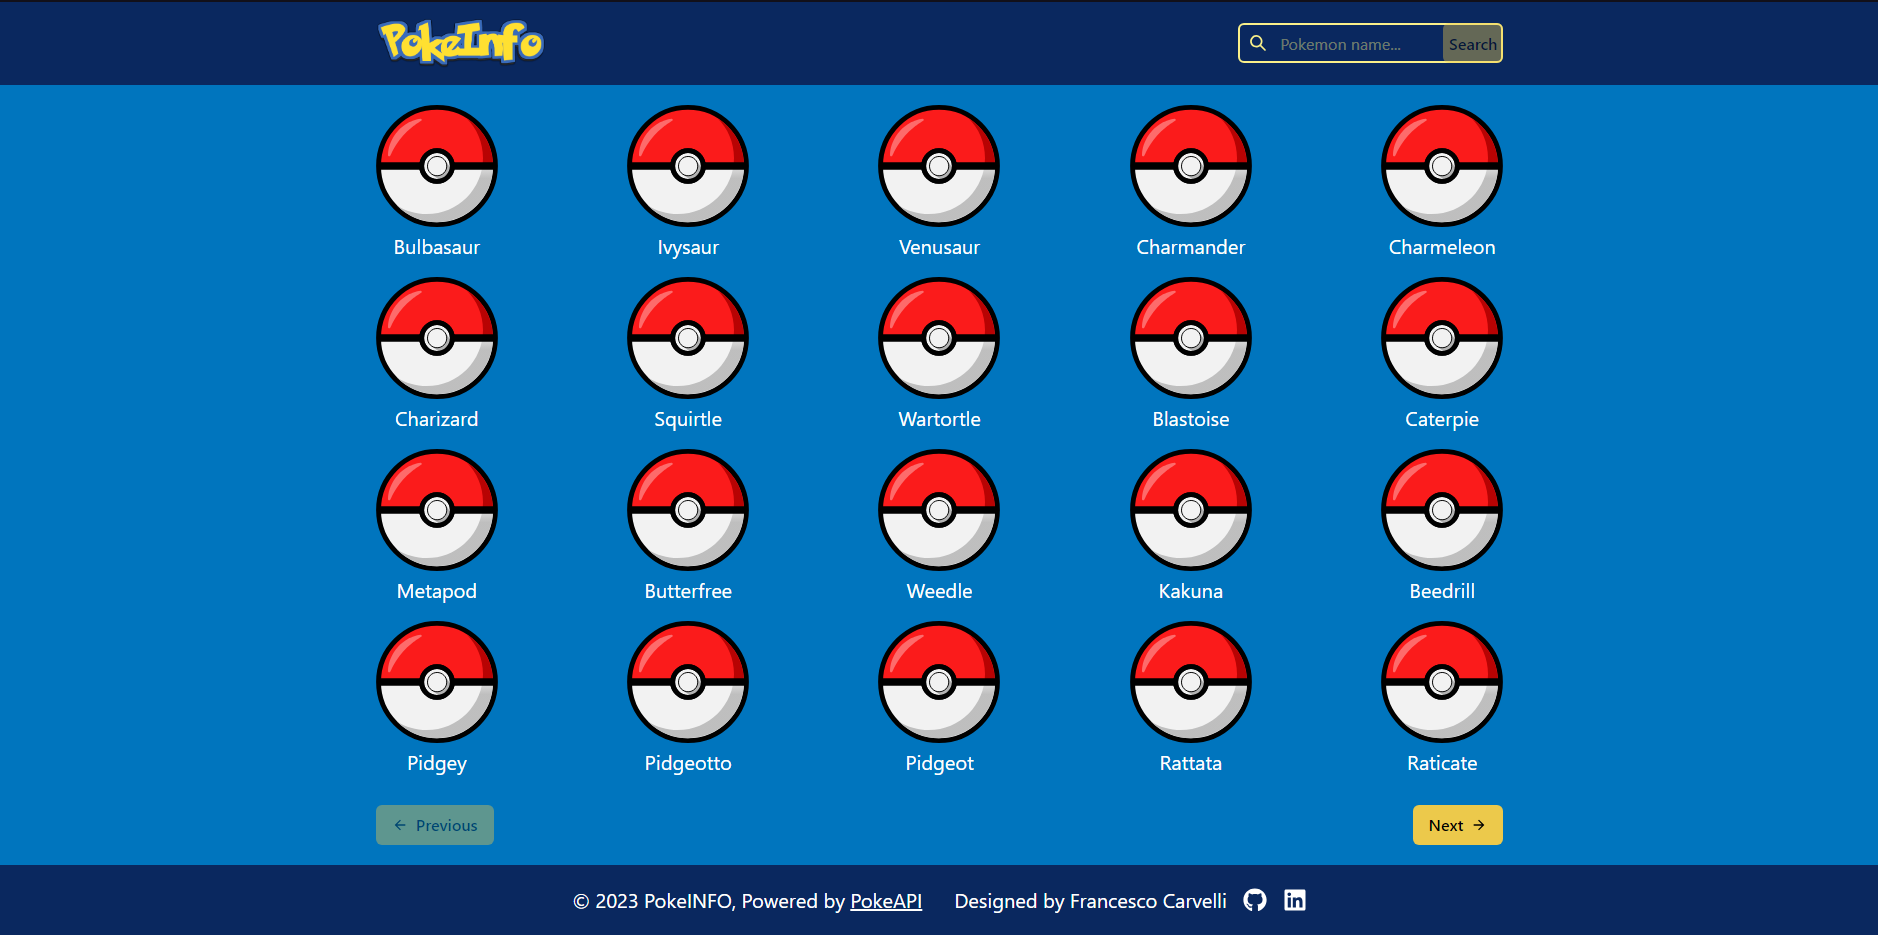 PokeInfo
Pokemon name...
Search
Bulbasaur
Ivysaur
Venusaur
Charmander
Charmeleon
Charizard
Squirtle
Wartortle
Blastoise
Caterpie
Metapod
Butterfree
Weedle
Kakuna
Beedrill
Pidgey
Pidgeotto
Pidgeot
Rattata
Raticate
← Previous
Next →
© 2023 PokeINFO, Powered by PokeAPI
Designed by Francesco Carvelli
in